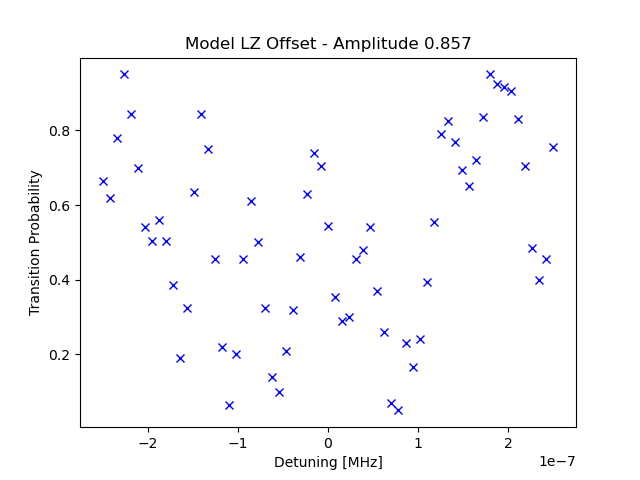 Model LZ Offset - Amplitude 0.857
Transition Probability
0.8
0.6
0.4
0.2
−2
−1
0
1
2
1e−7
Detuning [MHz]